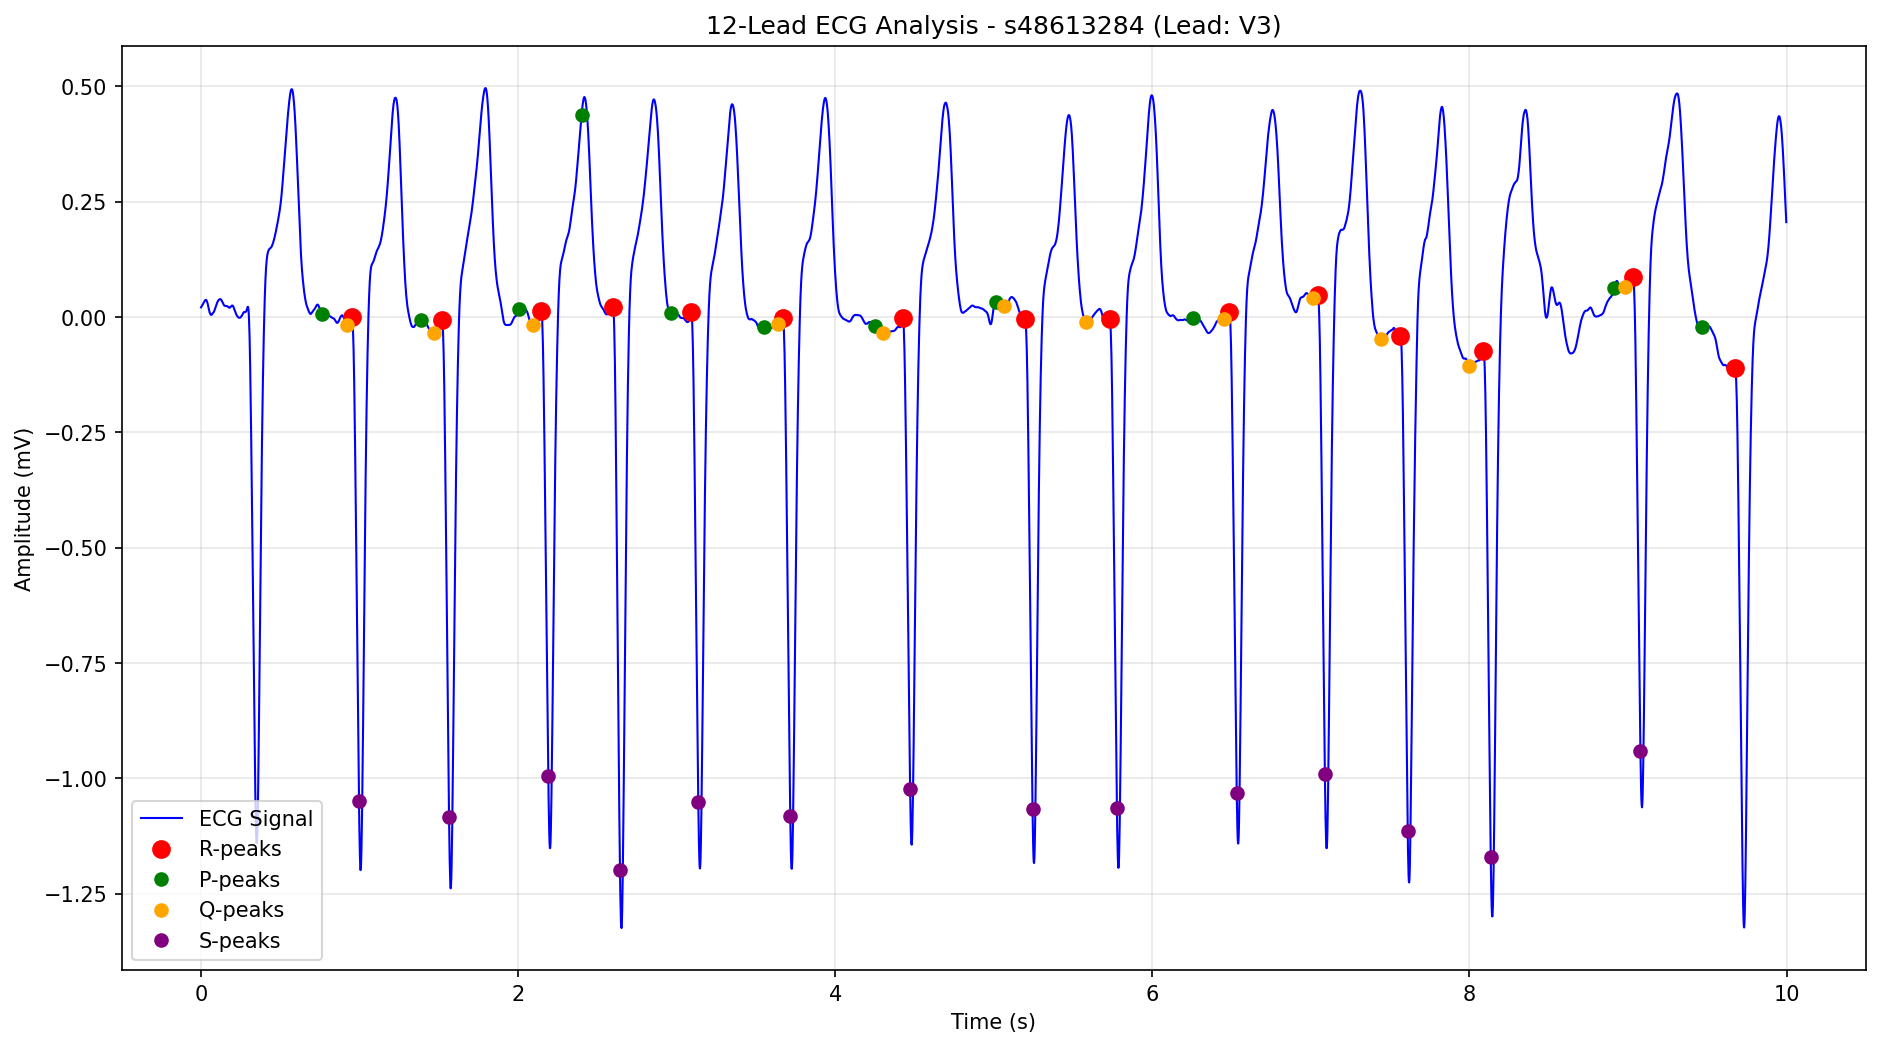 12-Lead ECG Analysis - s48613284 (Lead: V3)
0.50
0.25
0.00
−0.25
−0.50
−0.75
−1.00
−1.25
Amplitude (mV)
ECG Signal
R-peaks
P-peaks
Q-peaks
S-peaks
0 2 4 6 8 10
Time (s)